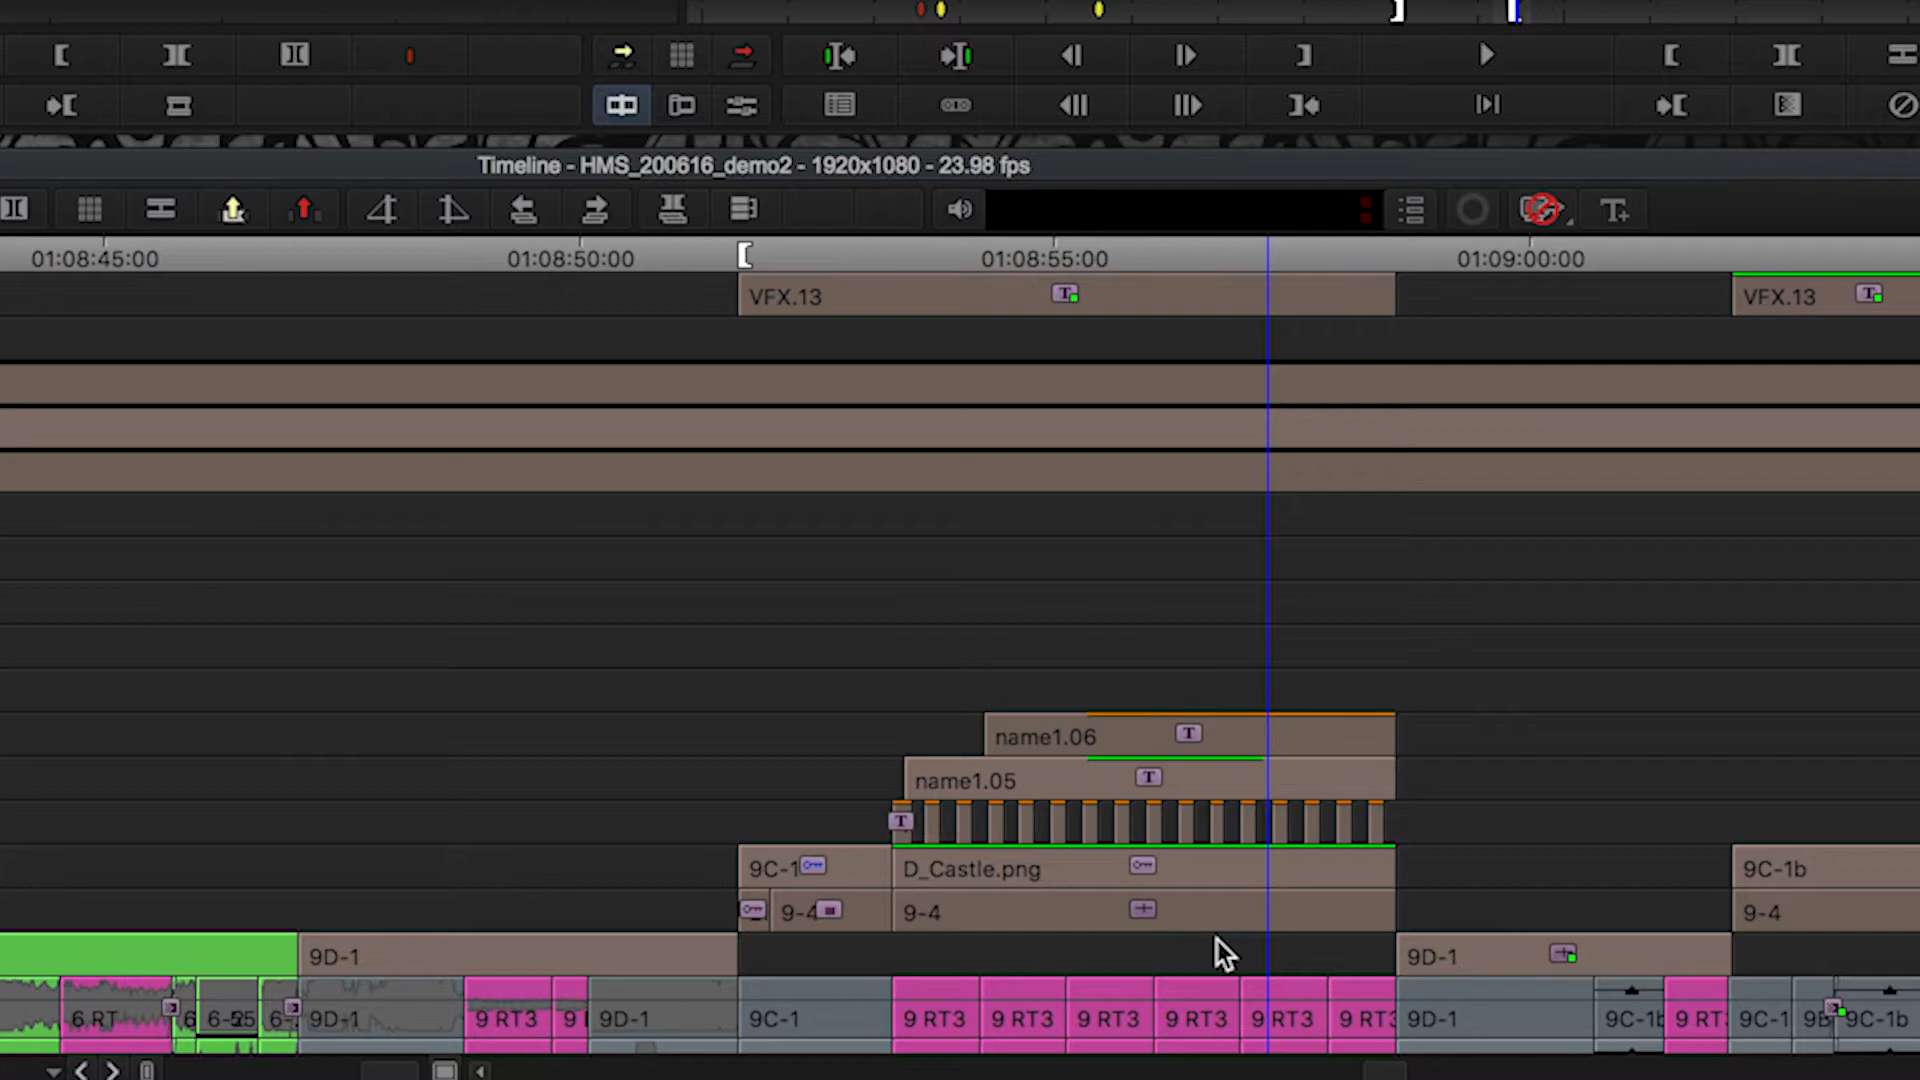 Timeline - HMS_200616_demo2 - 1920x1080 - 23.98 fps
01:08:45:00 01:08:50:00 01:08:55:00 01:09:00:00
VFX.13 T VFX.13 T
name1.06 T
name1.05 T
T
9C-1 D_Castle.png 9C-1b
9-4 9-4 9-4
9D-1 9D-1
6 RT 6 6-25 6- 9D-1 9 RT3 9 9D-1 9C-1 9 RT3 9 RT3 9 RT3 9 RT3 9 RT3 9 RT3 9D-1 9C-1b 9 RT 9C-1 9B 9C-1b